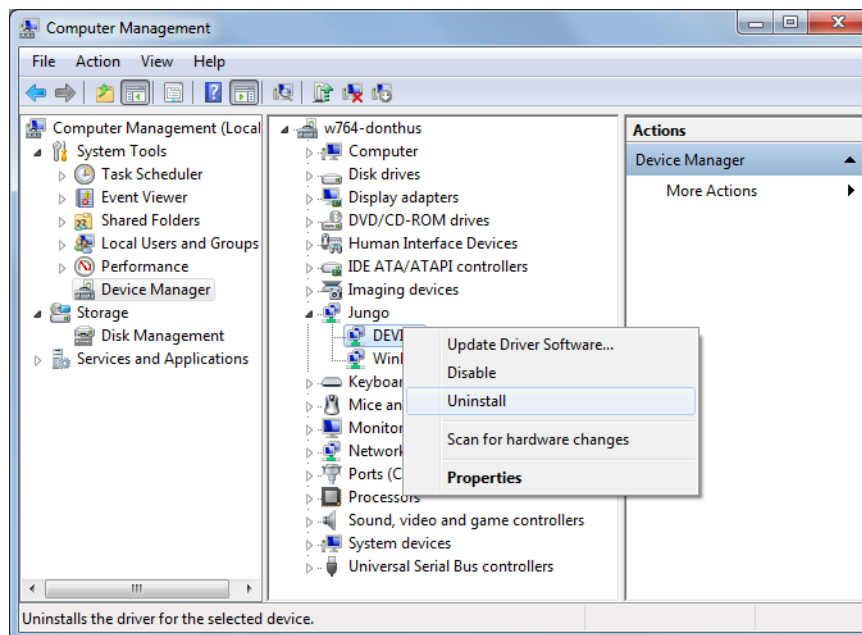 Computer Management
File Action View Help
Computer Management (Local
System Tools
Task Scheduler
Event Viewer
Shared Folders
Local Users and Groups
Performance
Device Manager
Storage
Disk Management
Services and Applications
w764-donthus
Computer
Disk drives
Display adapters
DVD/CD-ROM drives
Human Interface Devices
IDE ATA/ATAPI controllers
Imaging devices
Jungo
DEVI
Win
Keyboar
Mice an
Monitor
Network
Ports (C
Processors
Sound, video and game controllers
System devices
Universal Serial Bus controllers
Update Driver Software...
Disable
Uninstall
Scan for hardware changes
Properties
Actions
Device Manager
More Actions
Uninstalls the driver for the selected device.